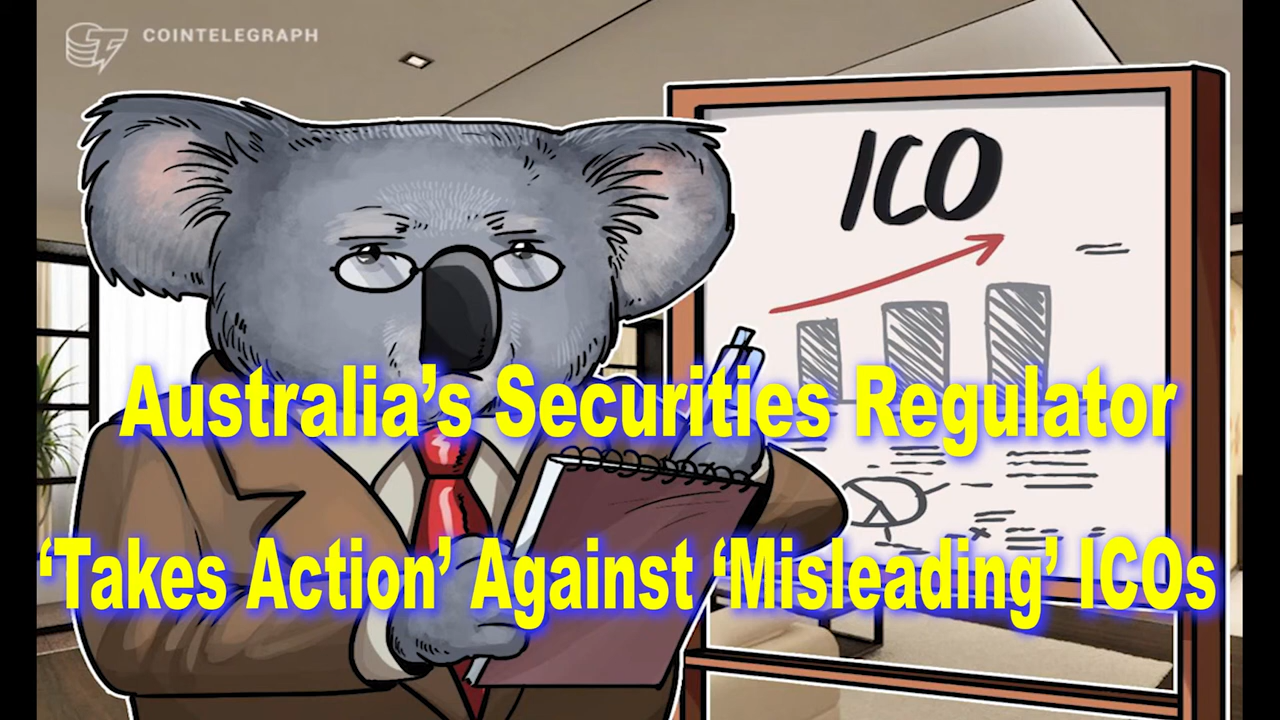 COINTELEGRAPH
ICO
Australia’s Securities Regulator
‘Takes Action’ Against ‘Misleading’ ICOs